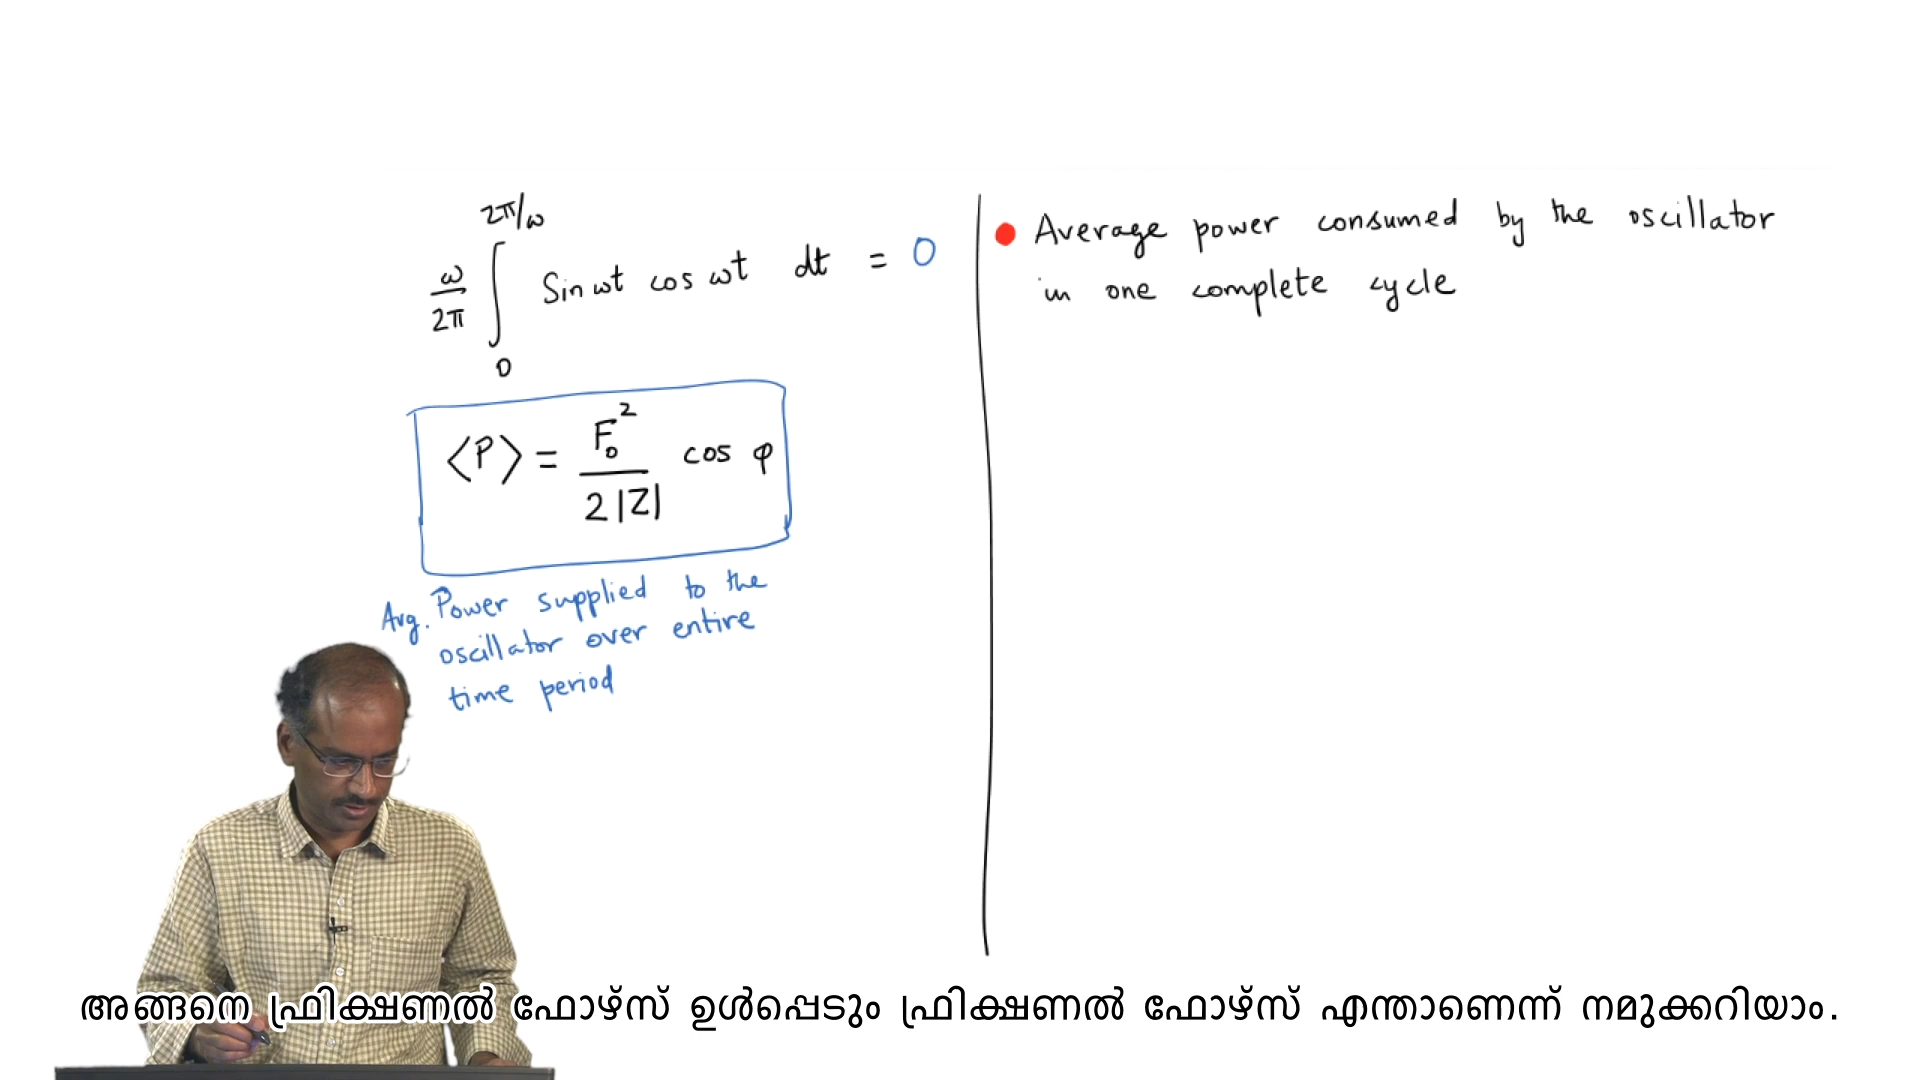 ω/2π ∫₀^{2π/ω} Sin ωt cos ωt dt = 0
⟨P⟩ = F₀² / 2|Z| cos φ
Avg. Power supplied to the
oscillator over entire
time period
Average power consumed by the oscillator
in one complete cycle
അങ്ങനെ ഫ്രിക്ഷണൽ ഫോഴ്സ് ഉൾപ്പെടും ഫ്രിക്ഷണൽ ഫോഴ്സ് എന്താണെന്ന് നമുക്കറിയാം.